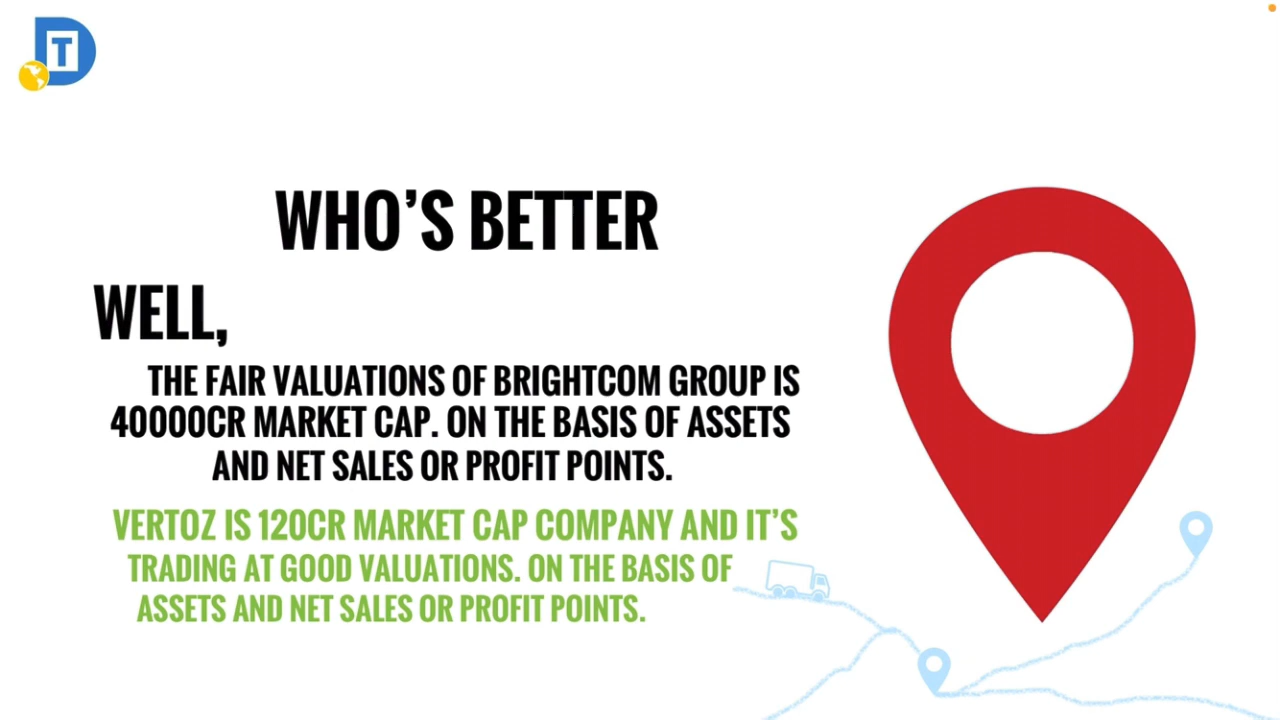 T
WHO'S BETTER
WELL,
THE FAIR VALUATIONS OF BRIGHTCOM GROUP IS
40000CR MARKET CAP. ON THE BASIS OF ASSETS
AND NET SALES OR PROFIT POINTS.
VERTOZ IS 120CR MARKET CAP COMPANY AND IT'S
TRADING AT GOOD VALUATIONS. ON THE BASIS OF
ASSETS AND NET SALES OR PROFIT POINTS.